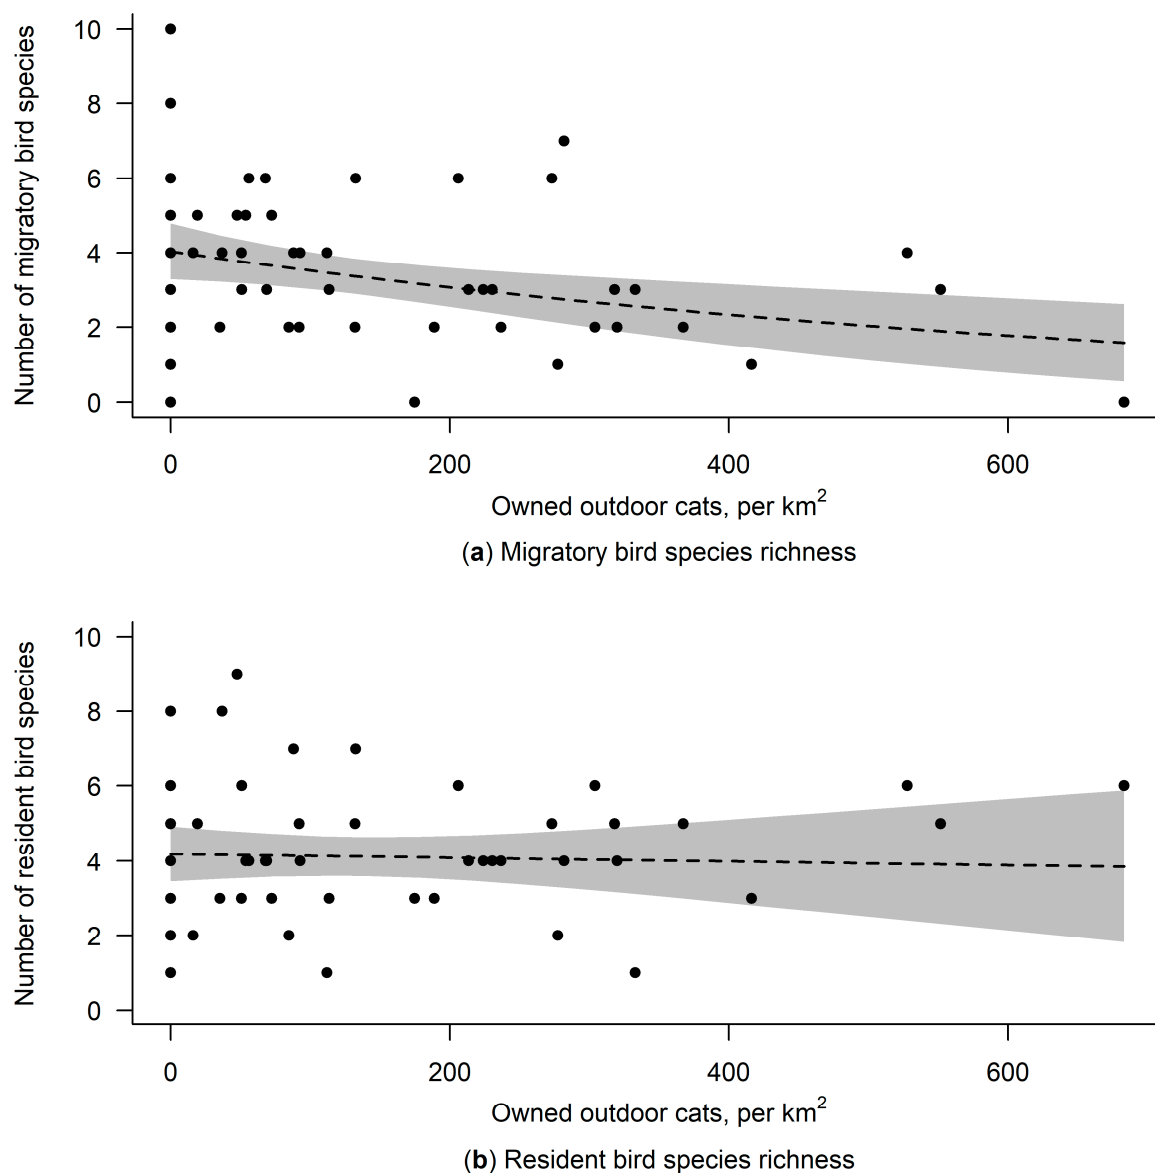 10
8
6
4
2
0
Number of migratory bird species
0 200 400 600
Owned outdoor cats, per km²
(a) Migratory bird species richness
10
8
6
4
2
0
Number of resident bird species
0 200 400 600
Owned outdoor cats, per km²
(b) Resident bird species richness